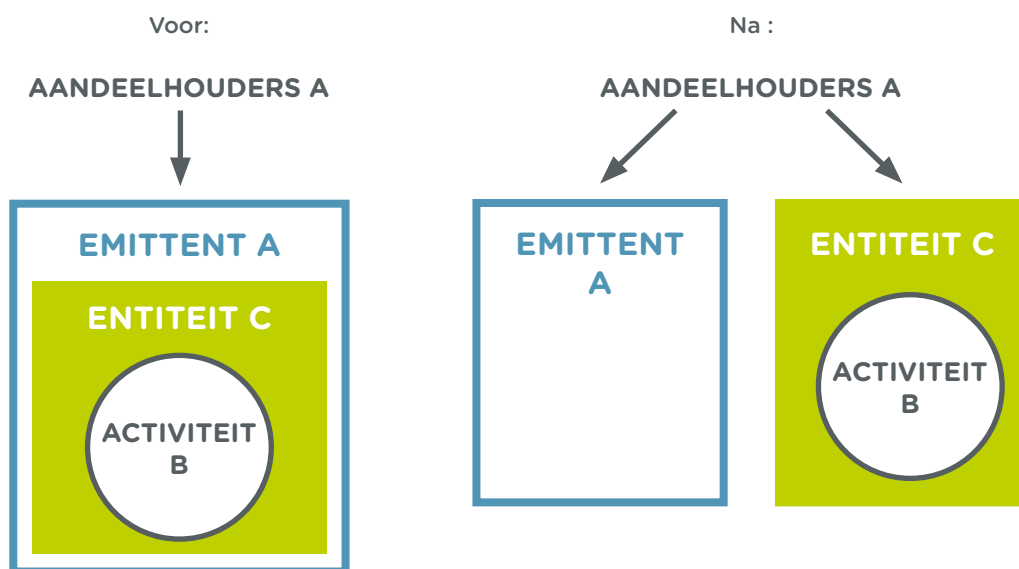 Voor:
AANDEELHOUDERS A
EMITTENT A
ENTITEIT C
ACTIVITEIT
B
Na :
AANDEELHOUDERS A
EMITTENT
A
ENTITEIT C
ACTIVITEIT
B